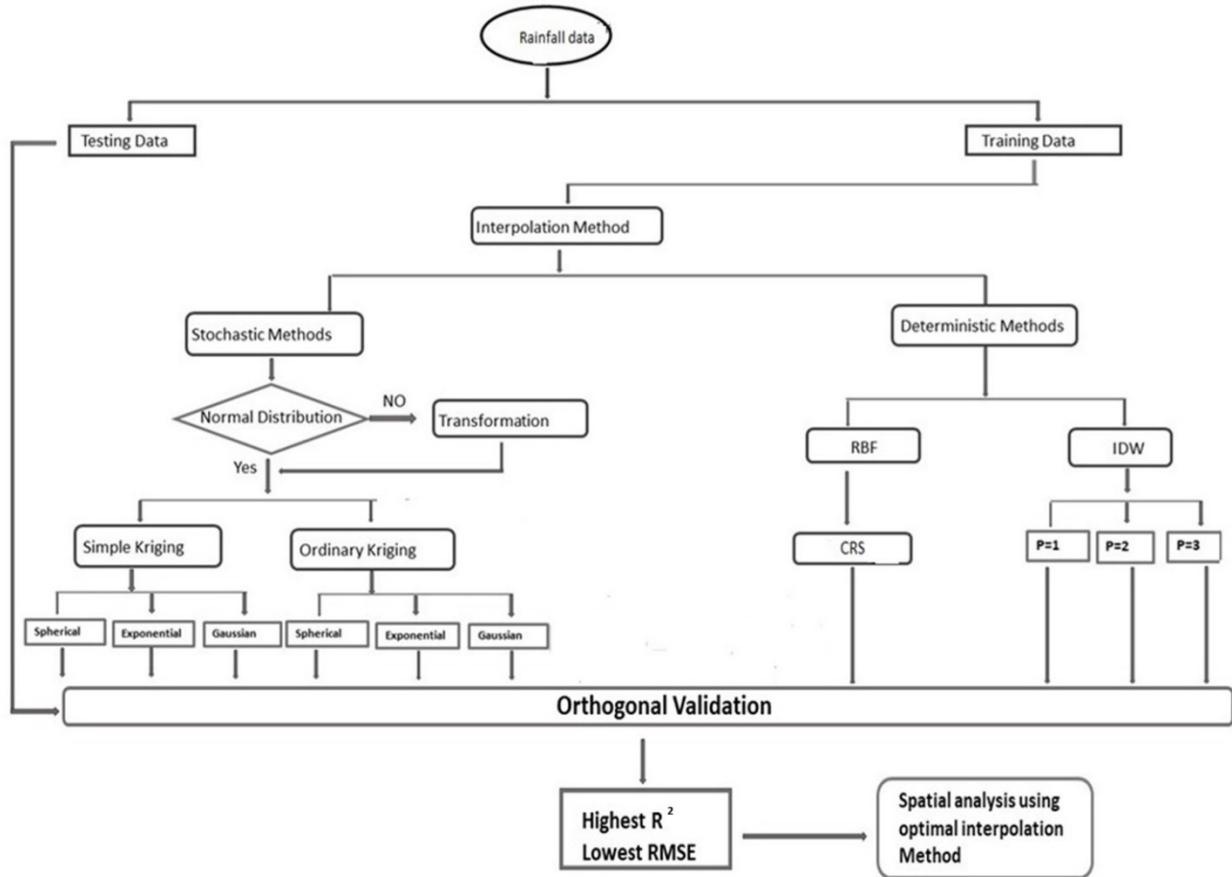 Rainfall data
Testing Data
Training Data
Interpolation Method
Stochastic Methods
Deterministic Methods
Normal Distribution
NO
Transformation
RBF
IDW
Yes
Simple Kriging
Ordinary Kriging
CRS
P=1
P=2
P=3
Spherical
Exponential
Gaussian
Spherical
Exponential
Gaussian
Orthogonal Validation
Highest R²
Lowest RMSE
Spatial analysis using
optimal interpolation
Method